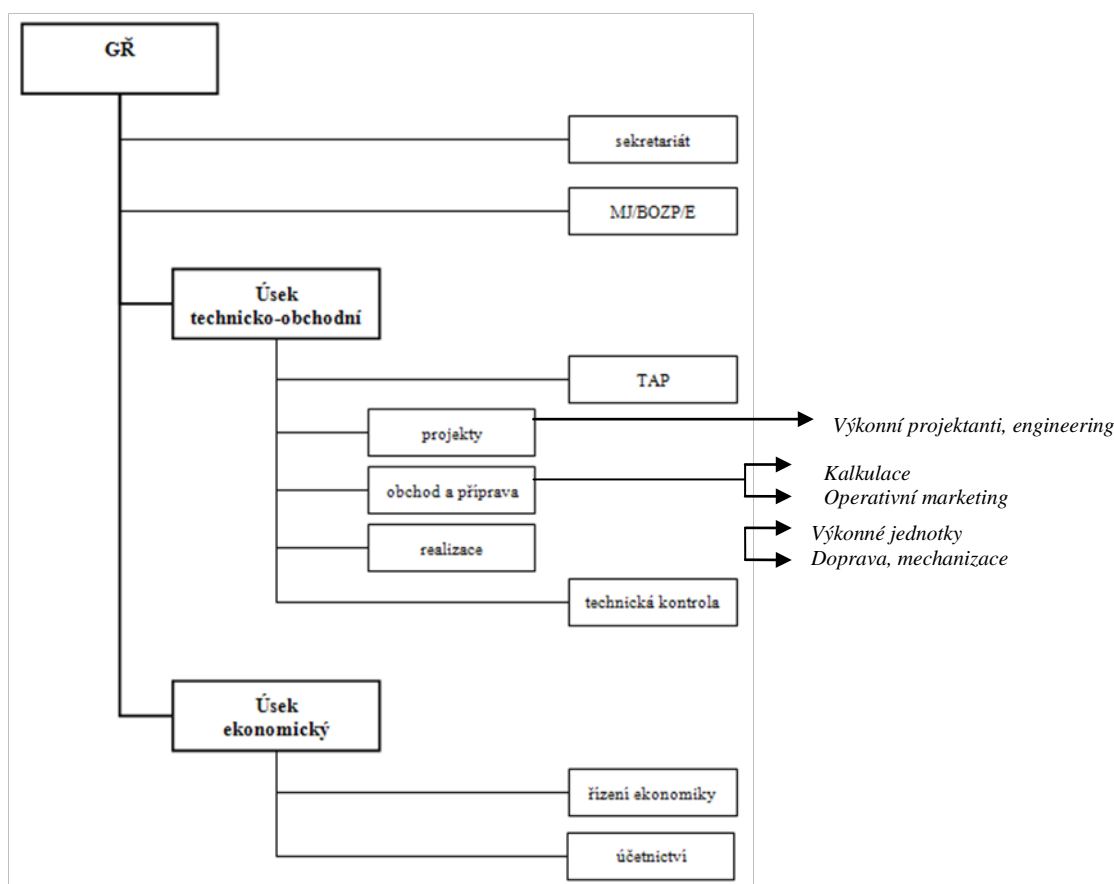 GŘ
sekretariát
MJ/BOZP/E
Úsek
technicko-obchodní
TAP
projekty
Výkonní projektanti, engineering
obchod a příprava
Kalkulace
Operativní marketing
realizace
Výkonné jednotky
Doprava, mechanizace
technická kontrola
Úsek
ekonomický
řízení ekonomiky
účetnictví